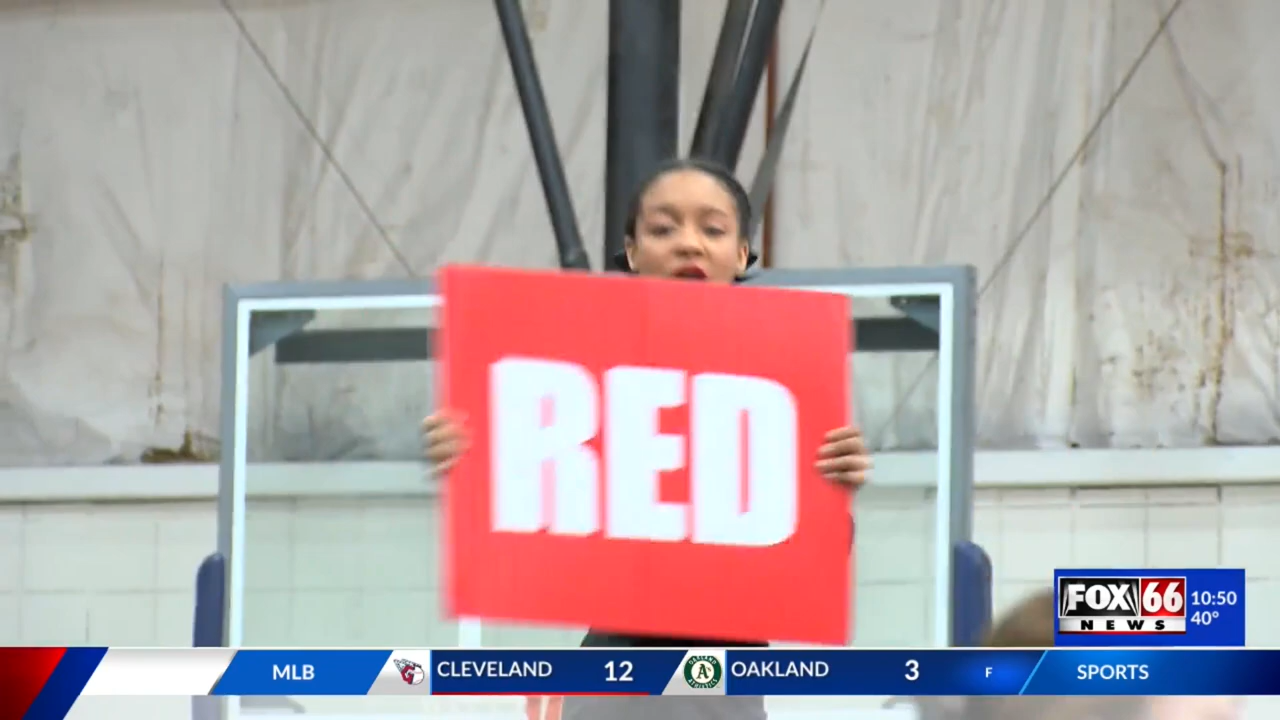 RED
FOX 66
NEWS
10:50
40°
MLB CLEVELAND 12 A's OAKLAND 3 F SPORTS